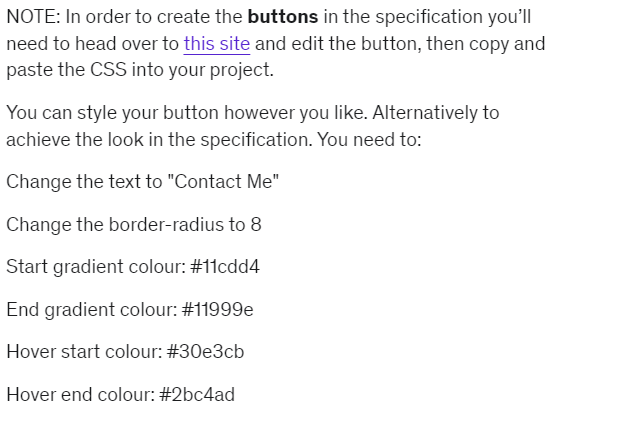 NOTE: In order to create the buttons in the specification you’ll
need to head over to this site and edit the button, then copy and
paste the CSS into your project.
You can style your button however you like. Alternatively to
achieve the look in the specification. You need to:
Change the text to "Contact Me"
Change the border-radius to 8
Start gradient colour: #11cdd4
End gradient colour: #11999e
Hover start colour: #30e3cb
Hover end colour: #2bc4ad